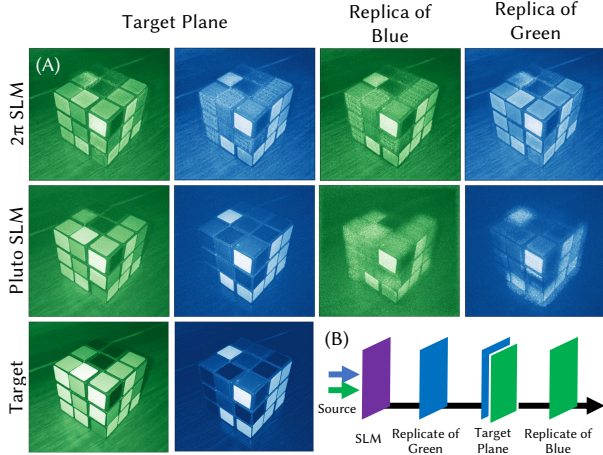 Target Plane
Replica of
Blue
Replica of
Green
2π SLM
(A)
Pluto SLM
Target
(B)
Source
SLM
Replicate of
Green
Target
Plane
Replicate of
Blue